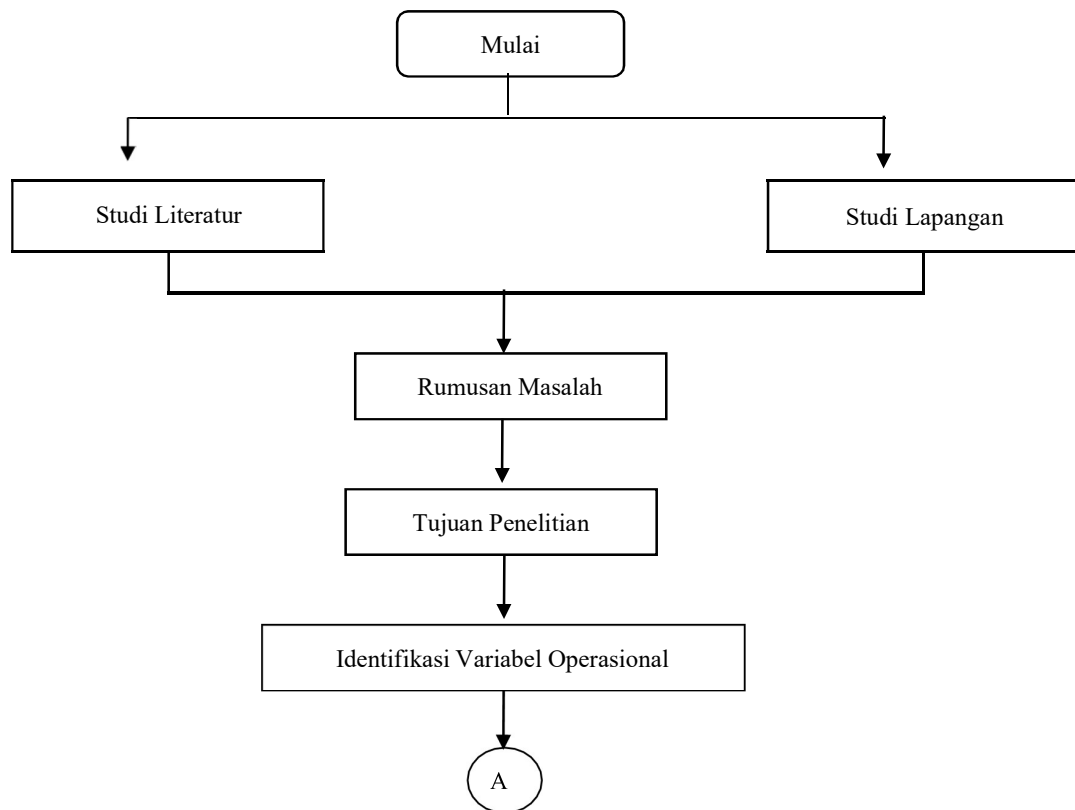 Mulai
Studi Literatur
Studi Lapangan
Rumusan Masalah
Tujuan Penelitian
Identifikasi Variabel Operasional
A